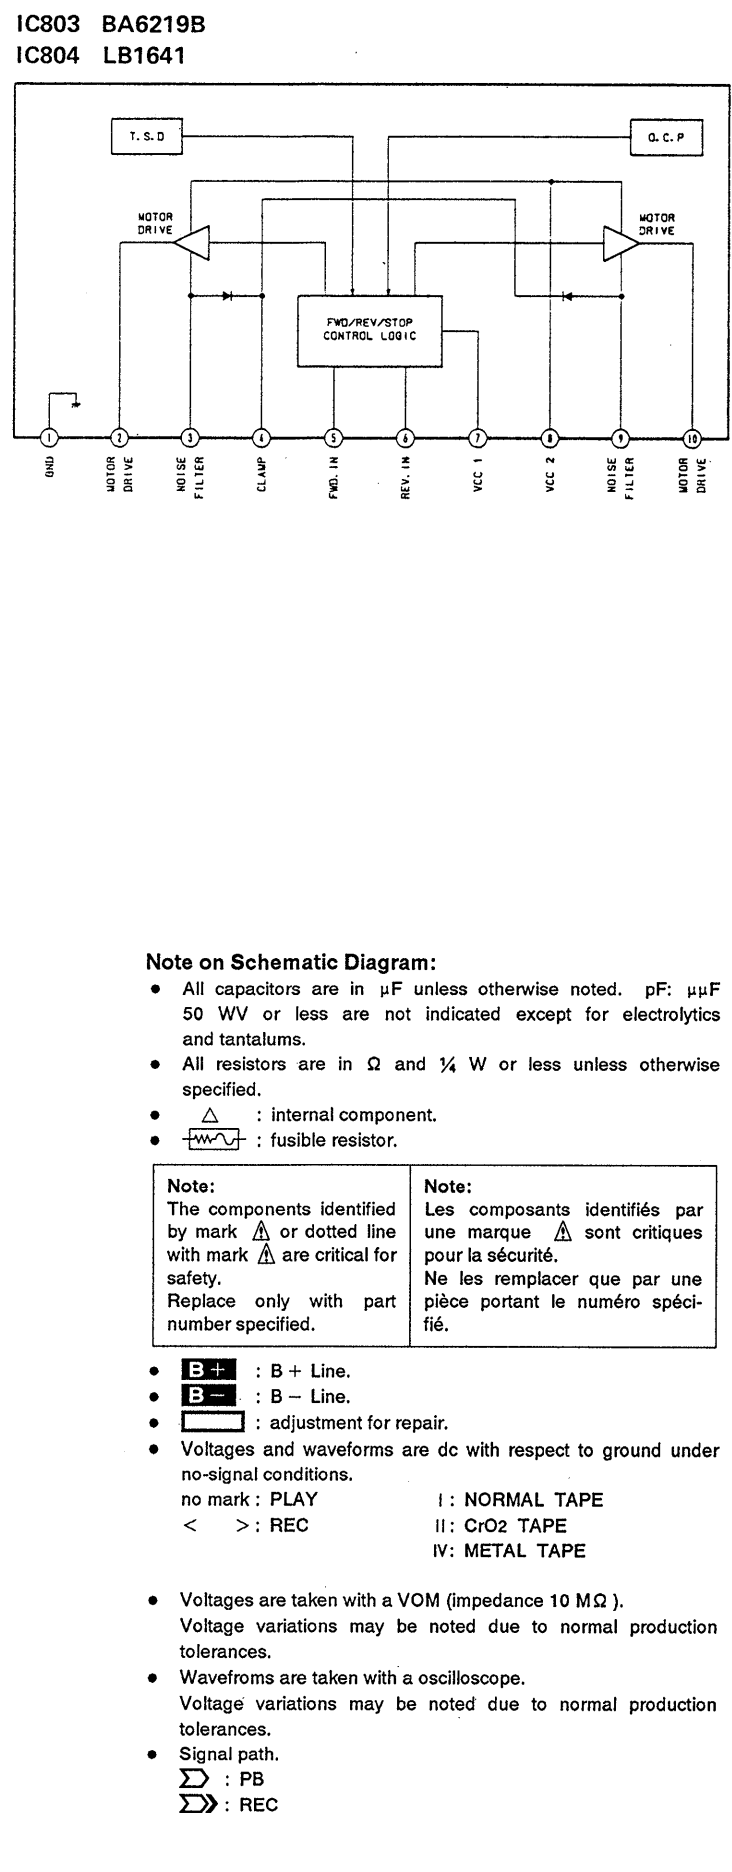 IC803 BA6219B
IC804 LB1641
T.S.D
O.C.P
MOTOR
DRIVE
MOTOR
DRIVE
FWD/REV/STOP
CONTROL LOGIC
1 2 3 4 5 6 7 8 9 10
GND
MOTOR
DRIVE
NOISE
FILTER
CLAMP
FWD.IN
REV.IN
VCC 1
VCC 2
NOISE
FILTER
MOTOR
DRIVE
Note on Schematic Diagram:
● All capacitors are in µF unless otherwise noted. pF: µµF
50 WV or less are not indicated except for electrolytics
and tantalums.
● All resistors are in Ω and ¼ W or less unless otherwise
specified.
● △ : internal component.
● : fusible resistor.
Note:
The components identified
by mark ⚠ or dotted line
with mark ⚠ are critical for
safety.
Replace only with part
number specified.
Note:
Les composants identifiés par
une marque ⚠ sont critiques
pour la sécurité.
Ne les remplacer que par une
pièce portant le numéro spéci-
fié.
● B+ : B + Line.
● B− : B − Line.
● : adjustment for repair.
● Voltages and waveforms are dc with respect to ground under
no-signal conditions.
no mark : PLAY I : NORMAL TAPE
< > : REC II : CrO2 TAPE
IV: METAL TAPE
● Voltages are taken with a VOM (impedance 10 MΩ ).
Voltage variations may be noted due to normal production
tolerances.
● Wavefroms are taken with a oscilloscope.
Voltage variations may be noted due to normal production
tolerances.
● Signal path.
: PB
: REC